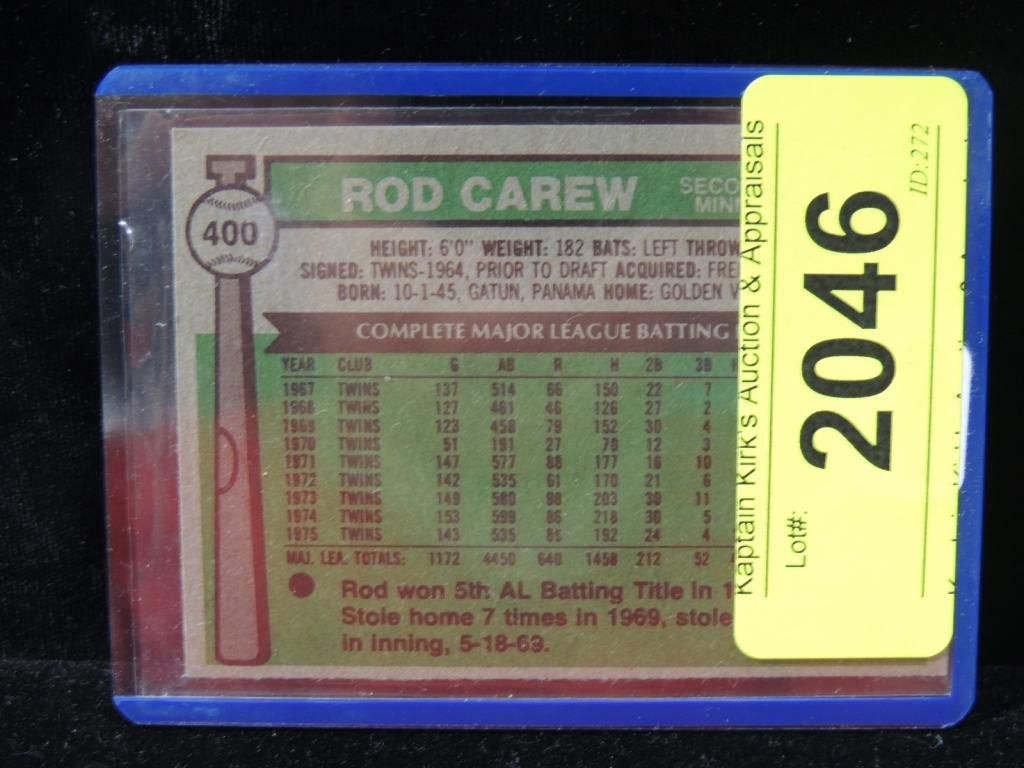 400
ROD CAREW
SECO
MIN
HEIGHT: 6'0" WEIGHT: 182 BATS: LEFT THROW
SIGNED: TWINS-1964, PRIOR TO DRAFT ACQUIRED: FRE
BORN: 10-1-45, GATUN, PANAMA HOME: GOLDEN V
COMPLETE MAJOR LEAGUE BATTING
YEAR CLUB G AB R H 2B 3B
1967 TWINS 137 514 66 150 22 7
1968 TWINS 127 461 46 126 27 2
1969 TWINS 123 458 79 152 30 4
1970 TWINS 51 191 27 70 12 3
1971 TWINS 147 577 88 177 16 10
1972 TWINS 142 535 61 170 21 6
1973 TWINS 149 580 98 203 30 11
1974 TWINS 153 599 86 218 30 5
1975 TWINS 143 535 85 192 24 4
MAJ. LEA. TOTALS: 1172 4450 640 1458 212 52
Rod won 5th AL Batting Title in 1
Stole home 7 times in 1969, stole
in inning, 5-18-69.
Kaptain Kirk's Auction & Appraisals
Lot#:
2046
ID:272